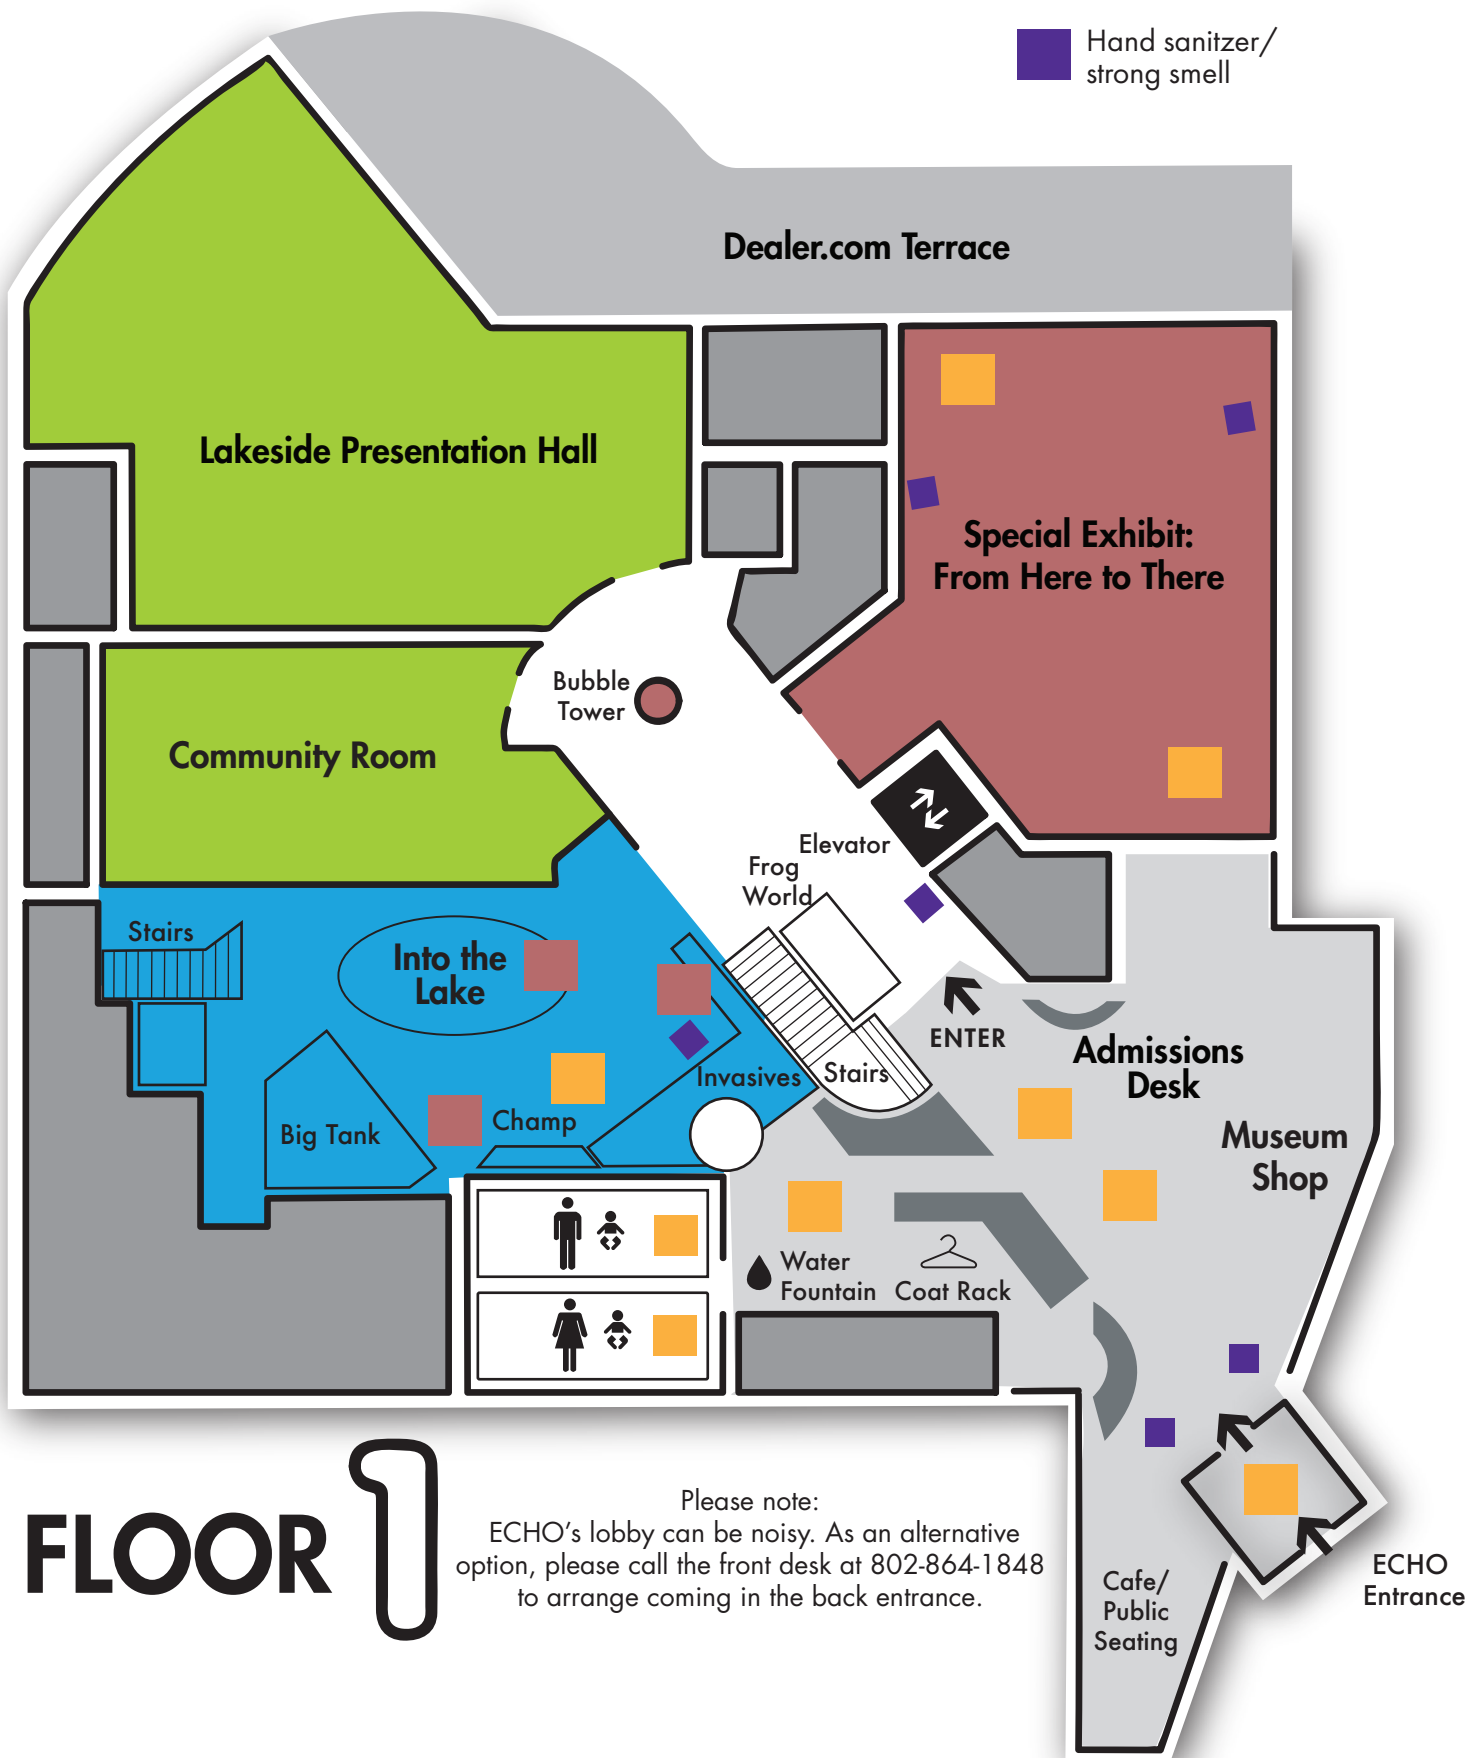 Hand sanitzer/
strong smell
Dealer.com Terrace
Lakeside Presentation Hall
Special Exhibit:
From Here to There
Bubble
Tower
Community Room
Elevator
Frog
World
Stairs
Into the
Lake
ENTER
Admissions
Desk
Invasives
Stairs
Big Tank
Champ
Museum
Shop
Water
Fountain
Coat Rack
FLOOR 1
Please note:
ECHO's lobby can be noisy. As an alternative
option, please call the front desk at 802-864-1848
to arrange coming in the back entrance.
Cafe/
Public
Seating
ECHO
Entrance